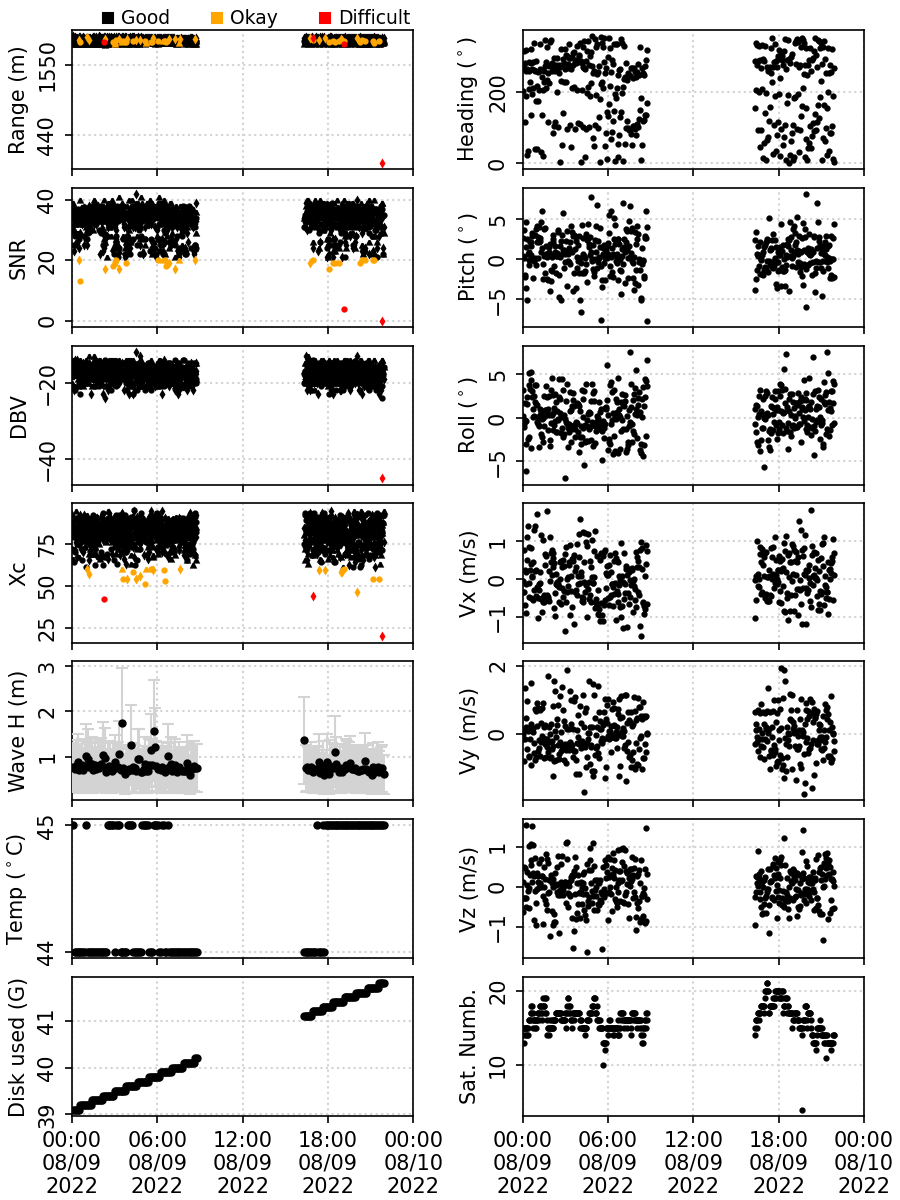 Good Okay Difficult
Range (m)
1550
440
Heading (°)
200
0
SNR
40
20
0
Pitch (°)
5
0
−5
DBV
−20
−40
Roll (°)
5
0
−5
Xc
75
50
25
Vx (m/s)
1
0
−1
Wave H (m)
3
2
1
Vy (m/s)
2
0
Temp (°C)
45
44
Vz (m/s)
1
0
−1
Disk used (G)
41
40
39
Sat. Numb.
20
10
00:00 06:00 12:00 18:00 00:00
08/09 08/09 08/09 08/09 08/10
2022 2022 2022 2022 2022
00:00 06:00 12:00 18:00 00:00
08/09 08/09 08/09 08/09 08/10
2022 2022 2022 2022 2022